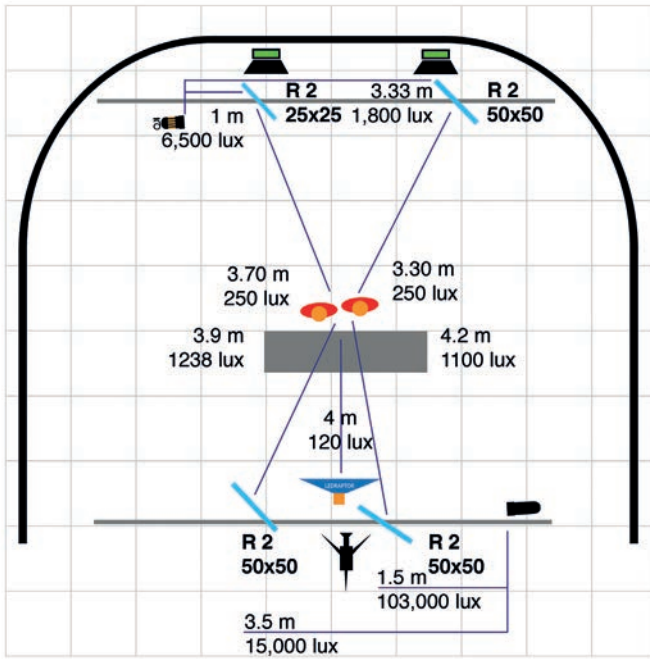 R 2
25x25
3.33 m
1,800 lux
R 2
50x50
1 m
6,500 lux
3.70 m
250 lux
3.30 m
250 lux
3.9 m
1238 lux
4.2 m
1100 lux
4 m
120 lux
LEDRAPTOR
R 2
50x50
R 2
50x50
1.5 m
103,000 lux
3.5 m
15,000 lux